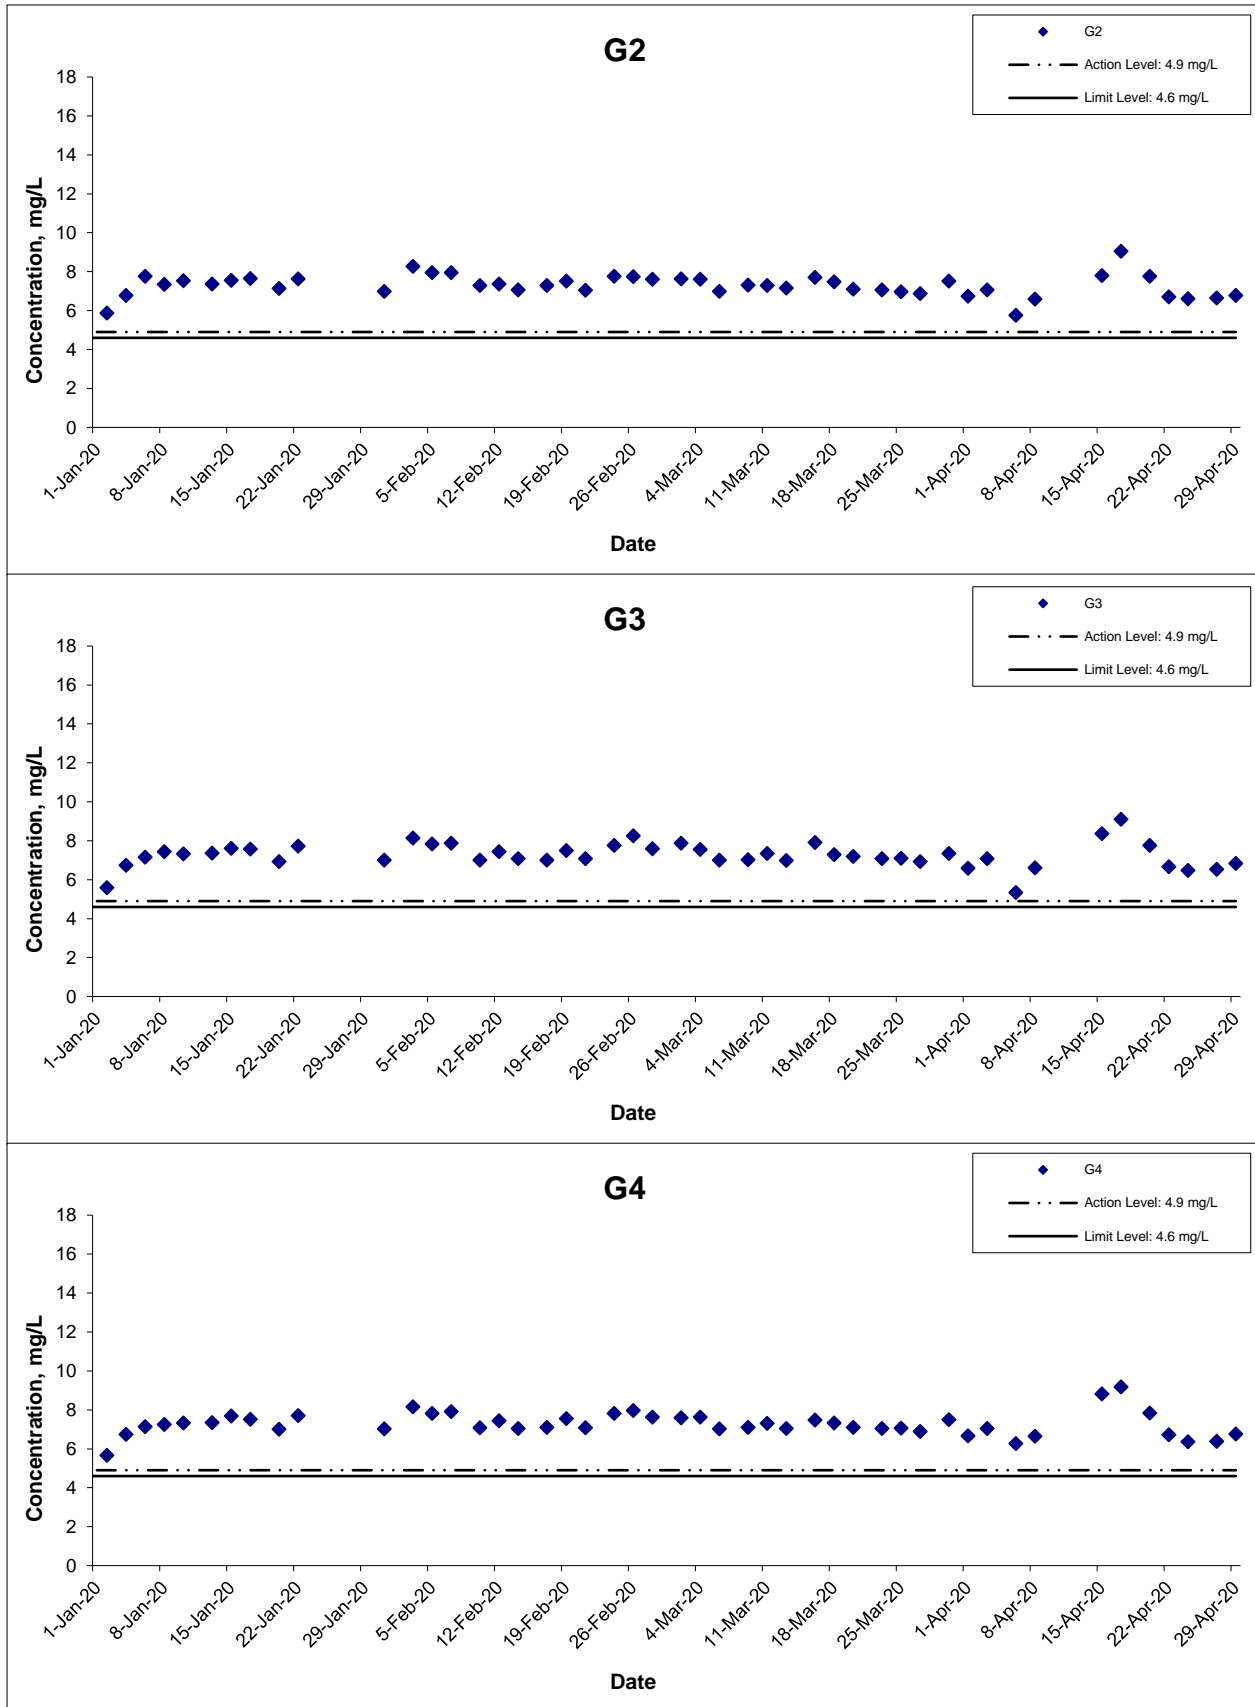 G2
G2
Action Level: 4.9 mg/L
Limit Level: 4.6 mg/L
Concentration, mg/L
18
16
14
12
10
8
6
4
2
0
1-Jan-20 8-Jan-20 15-Jan-20 22-Jan-20 29-Jan-20 5-Feb-20 12-Feb-20 19-Feb-20 26-Feb-20 4-Mar-20 11-Mar-20 18-Mar-20 25-Mar-20 1-Apr-20 8-Apr-20 15-Apr-20 22-Apr-20 29-Apr-20
Date
G3
G3
Action Level: 4.9 mg/L
Limit Level: 4.6 mg/L
Concentration, mg/L
18
16
14
12
10
8
6
4
2
0
1-Jan-20 8-Jan-20 15-Jan-20 22-Jan-20 29-Jan-20 5-Feb-20 12-Feb-20 19-Feb-20 26-Feb-20 4-Mar-20 11-Mar-20 18-Mar-20 25-Mar-20 1-Apr-20 8-Apr-20 15-Apr-20 22-Apr-20 29-Apr-20
Date
G4
G4
Action Level: 4.9 mg/L
Limit Level: 4.6 mg/L
Concentration, mg/L
18
16
14
12
10
8
6
4
2
0
1-Jan-20 8-Jan-20 15-Jan-20 22-Jan-20 29-Jan-20 5-Feb-20 12-Feb-20 19-Feb-20 26-Feb-20 4-Mar-20 11-Mar-20 18-Mar-20 25-Mar-20 1-Apr-20 8-Apr-20 15-Apr-20 22-Apr-20 29-Apr-20
Date